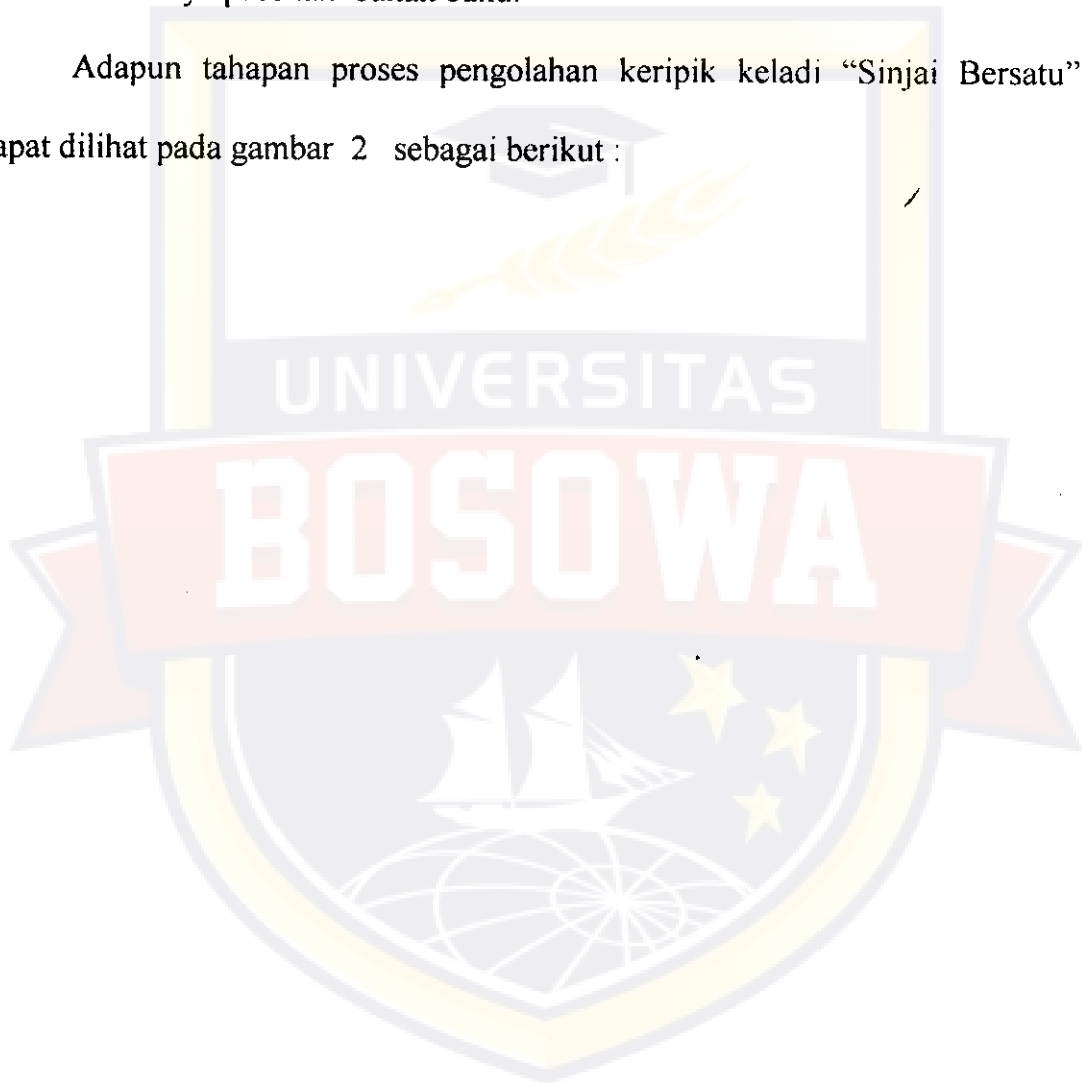 Adapun tahapan proses pengolahan keripik keladi “Sinjai Bersatu”
apat dilihat pada gambar 2 sebagai berikut :
UNIVERSITAS
BOSOWA